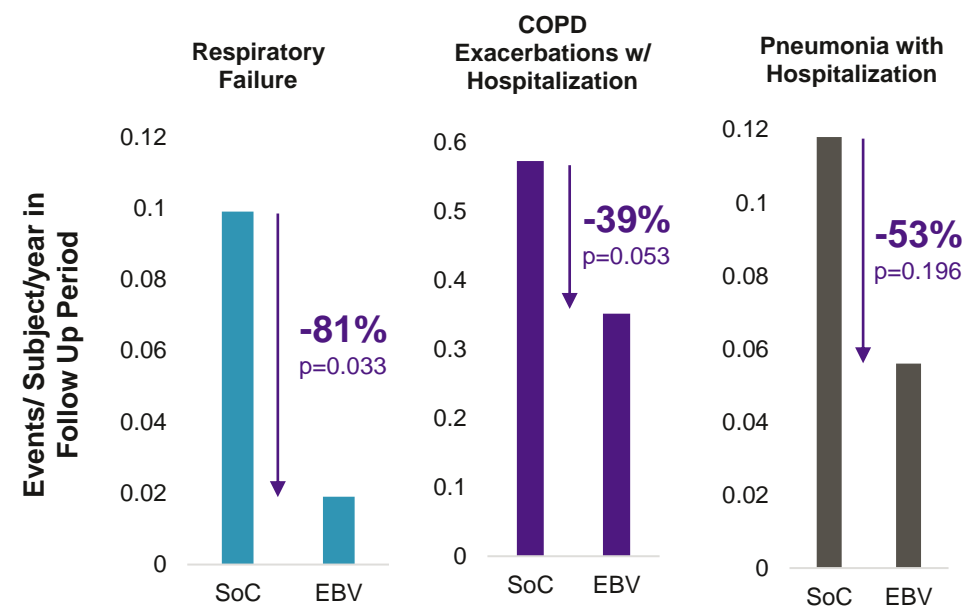 Events/ Subject/year in
Follow Up Period
Respiratory
Failure
0.12
0.1
0.08
0.06
0.04
0.02
0
-81%
p=0.033
SoC
EBV
COPD
Exacerbations w/
Hospitalization
0.6
0.5
0.4
0.3
0.2
0.1
0
-39%
p=0.053
SoC
EBV
Pneumonia with
Hospitalization
0.12
0.1
0.08
0.06
0.04
0.02
0
-53%
p=0.196
SoC
EBV